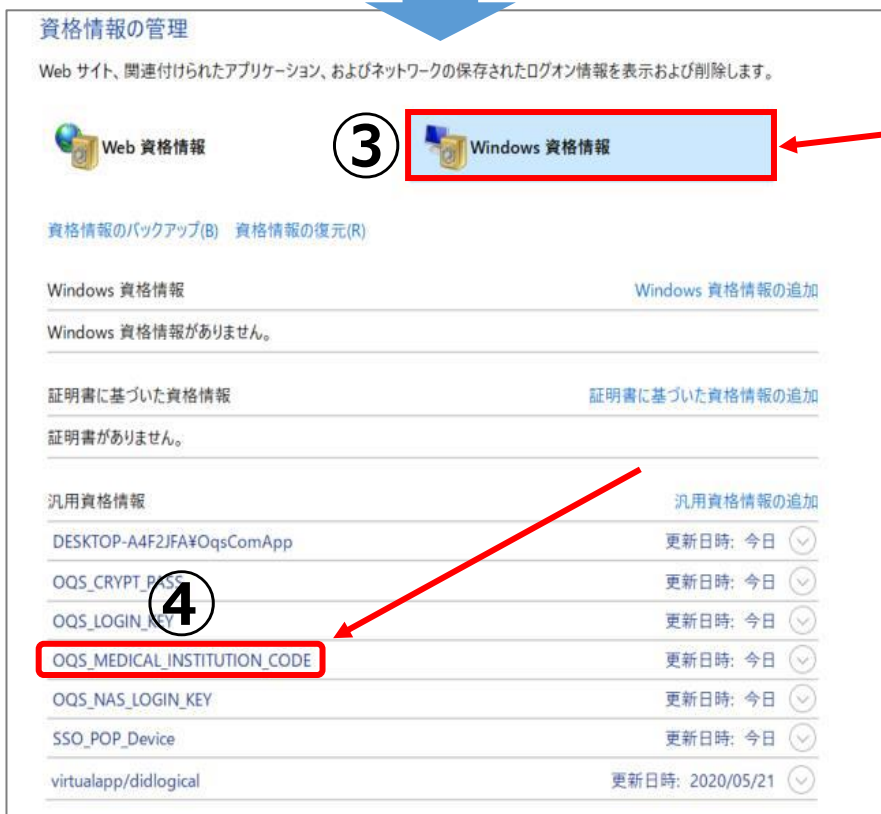 資格情報の管理
Web サイト、関連付けられたアプリケーション、およびネットワークの保存されたログオン情報を表示および削除します。
Web 資格情報
③
Windows 資格情報
資格情報のバックアップ(B) 資格情報の復元(R)
Windows 資格情報 Windows 資格情報の追加
Windows 資格情報がありません。
証明書に基づいた資格情報 証明書に基づいた資格情報の追加
証明書がありません。
汎用資格情報 汎用資格情報の追加
DESKTOP-A4F2JFA¥OqsComApp 更新日時: 今日
OQS_CRYPT_PASS 更新日時: 今日
④
OQS_LOGIN_KEY 更新日時: 今日
OQS_MEDICAL_INSTITUTION_CODE 更新日時: 今日
OQS_NAS_LOGIN_KEY 更新日時: 今日
SSO_POP_Device 更新日時: 今日
virtualapp/didlogical 更新日時: 2020/05/21